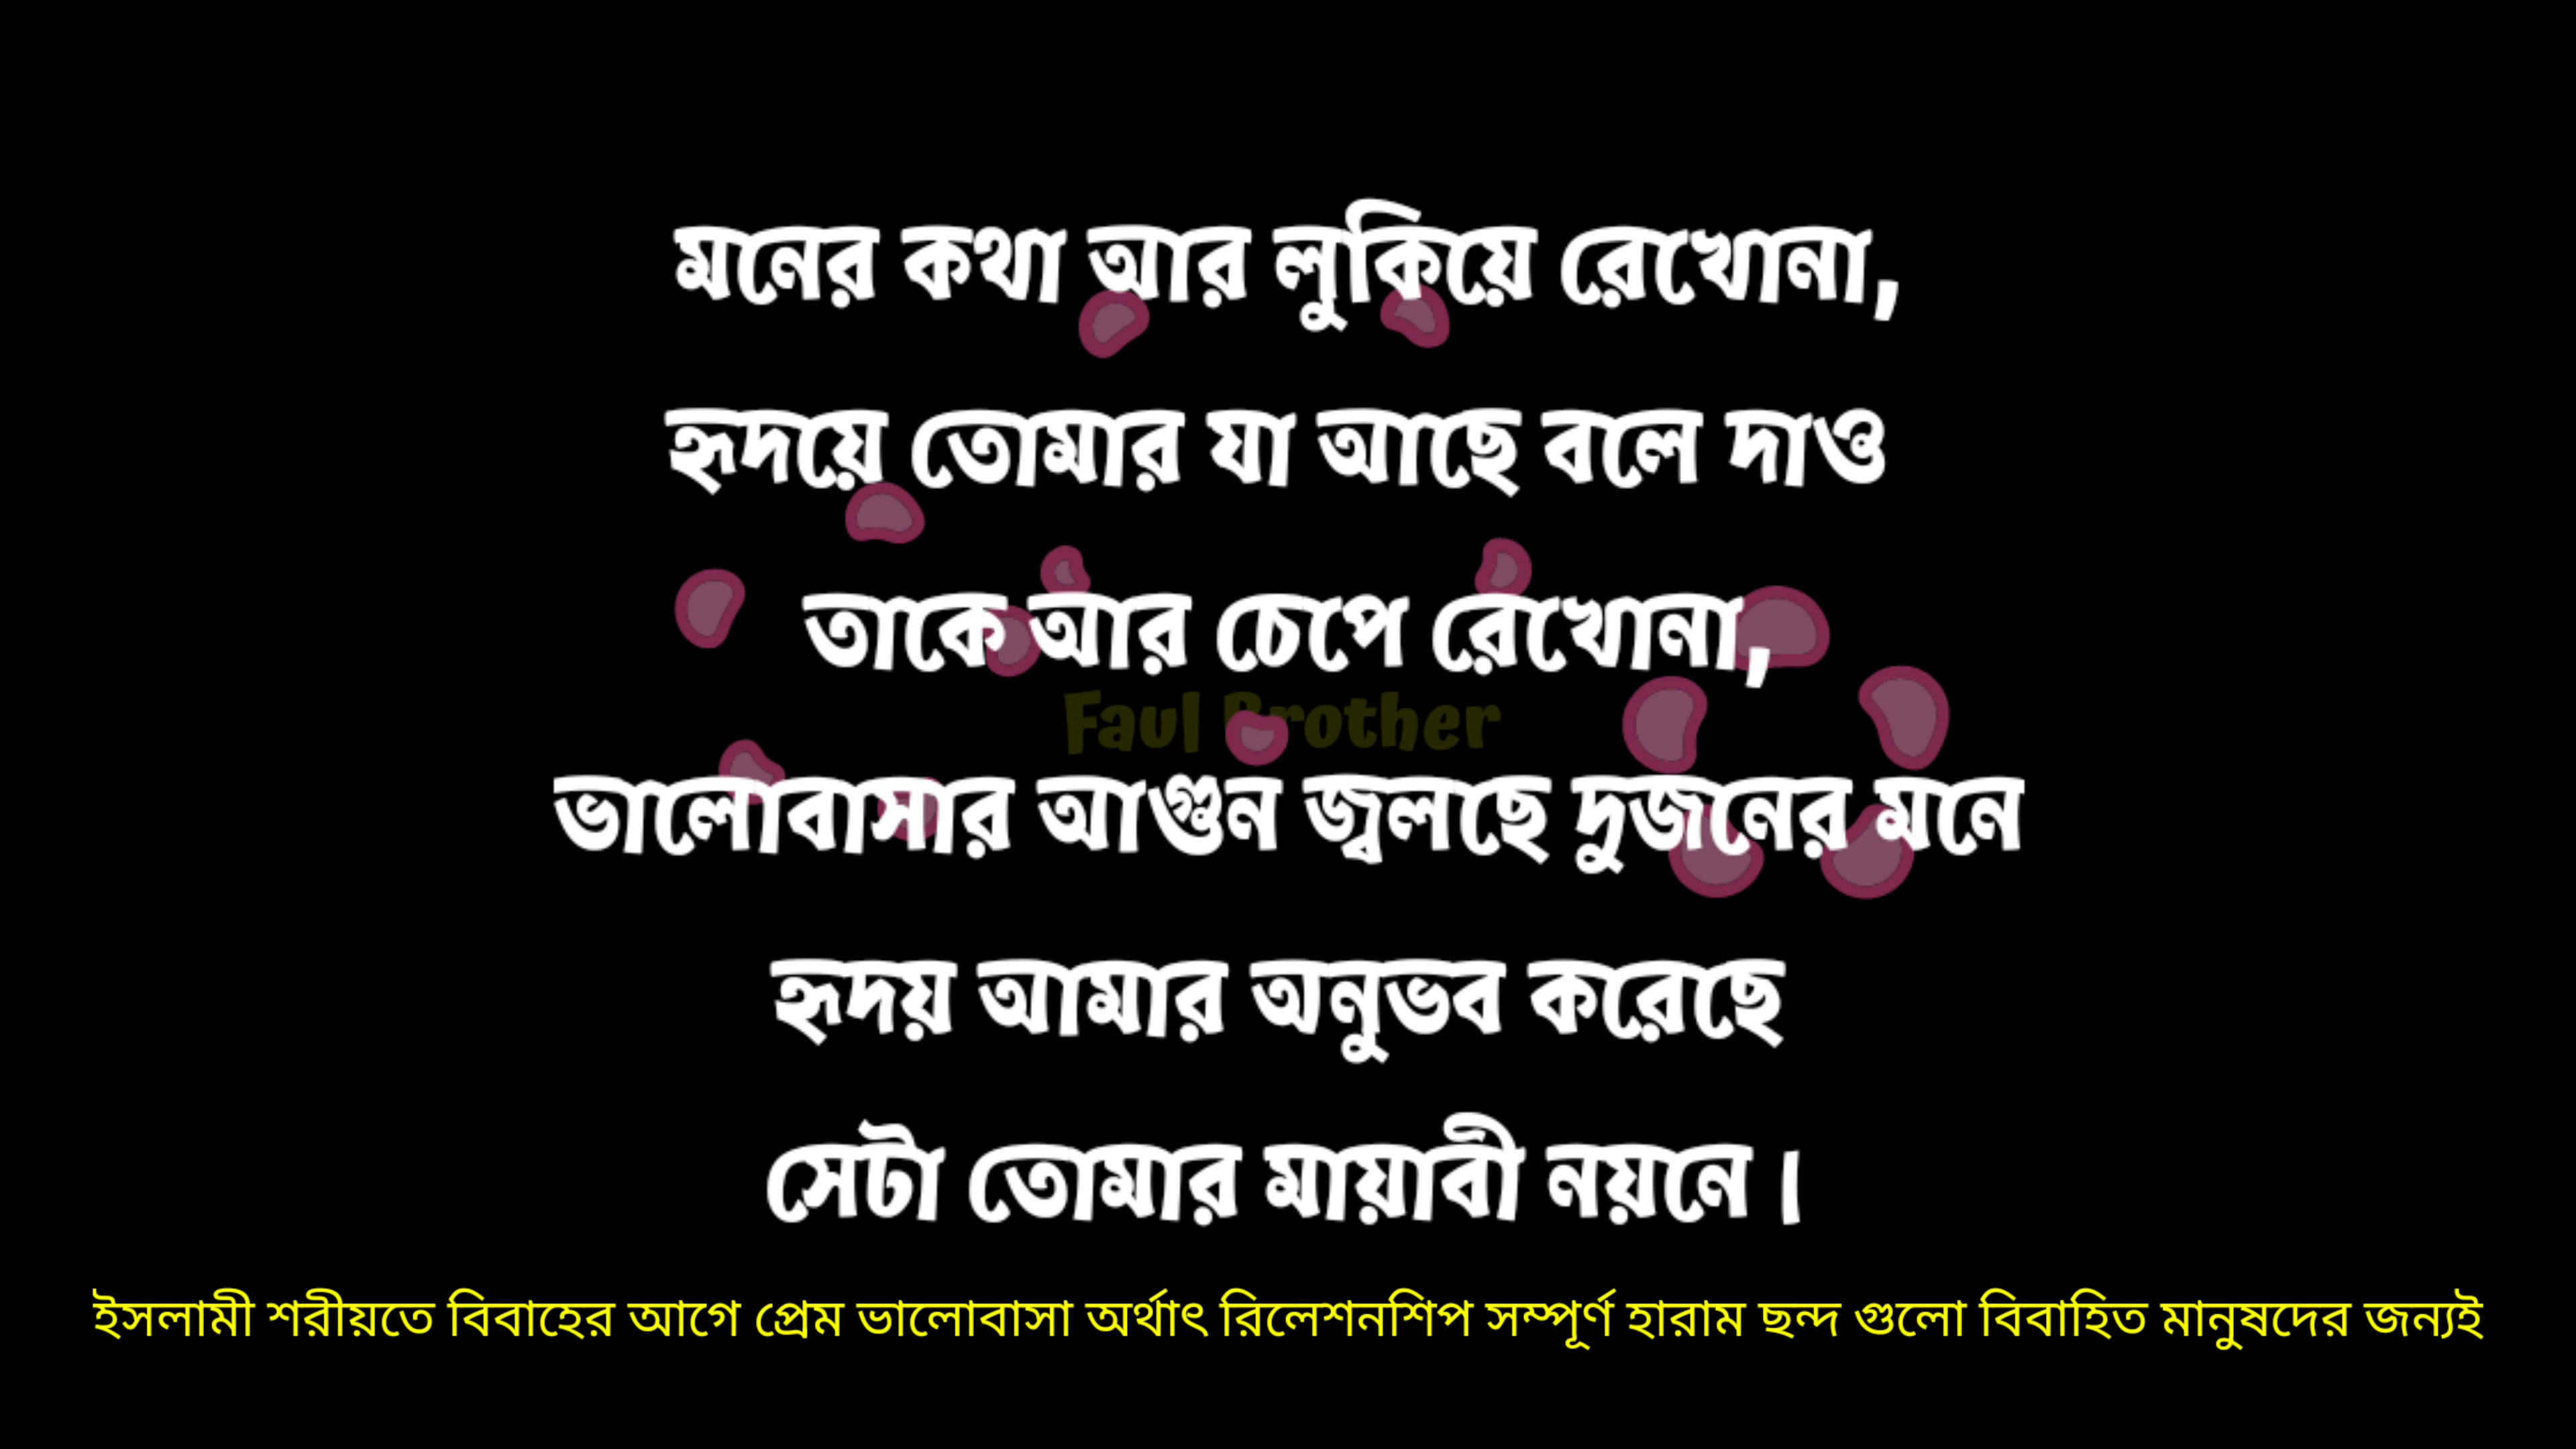 মনের কথা আর লুকিয়ে রেখোনা,
হৃদয়ে তোমার যা আছে বলে দাও
তাকে আর চেপে রেখোনা,
Faul Brother
ভালোবাসার আগুন জ্বলছে দুজনের মনে
হৃদয় আমার অনুভব করেছে
সেটা তোমার মায়াবী নয়নে।
ইসলামী শরীয়তে বিবাহের আগে প্রেম ভালোবাসা অর্থাৎ রিলেশনশিপ সম্পূর্ণ হারাম ছন্দ গুলো বিবাহিত মানুষদের জন্যই